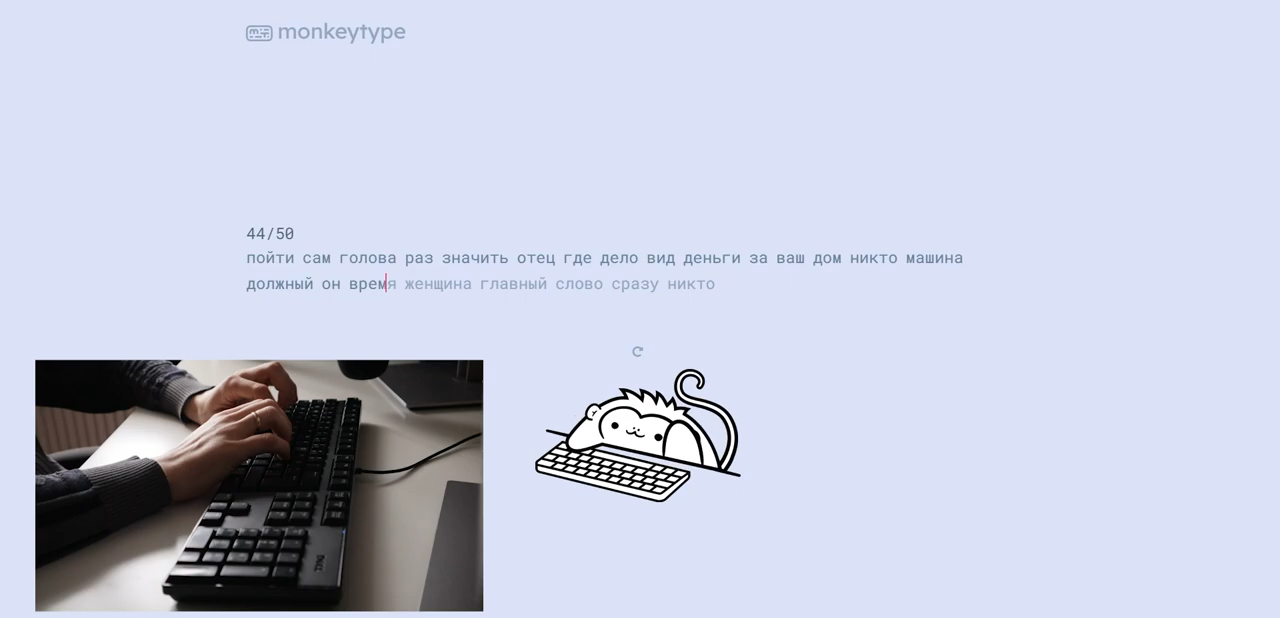 monkeytype
44/50
пойти сам голова раз значить отец где дело вид деньги за ваш дом никто машина
должный он время женщина главный слово сразу никто